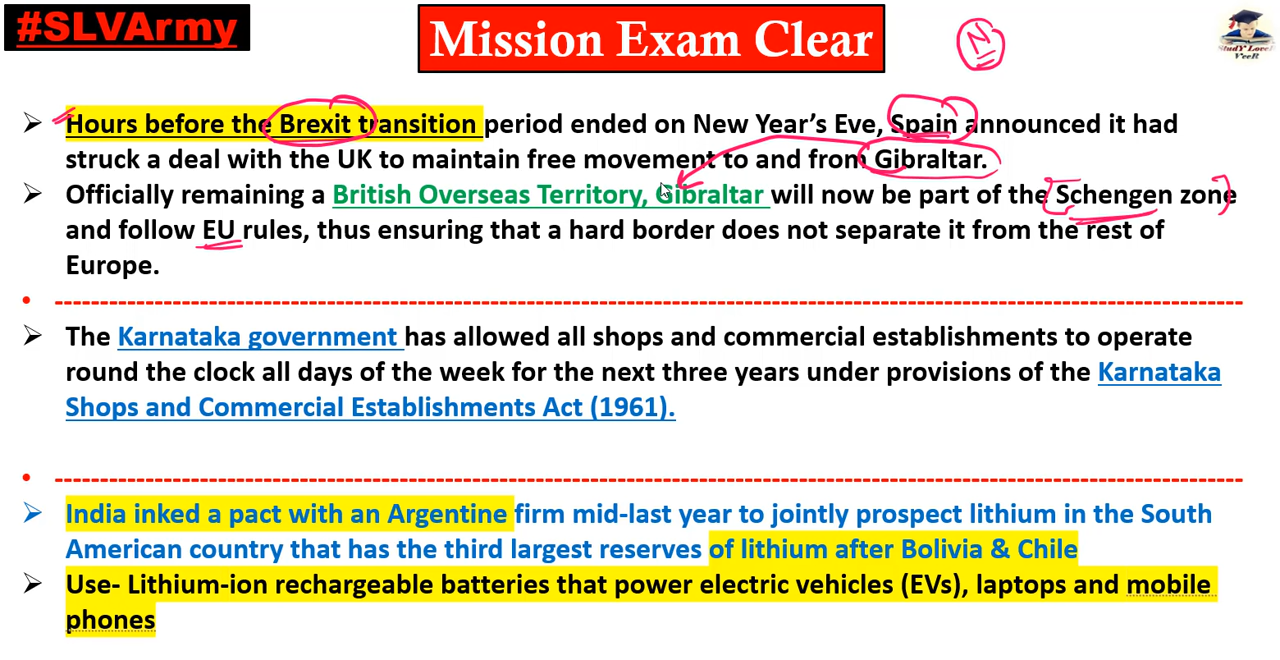 #SLVArmy
Mission Exam Clear
N
StudY LoveR
VeeR
➢ Hours before the Brexit transition period ended on New Year’s Eve, Spain announced it had
struck a deal with the UK to maintain free movement to and from Gibraltar.
➢ Officially remaining a British Overseas Territory, Gibraltar will now be part of the Schengen zone
and follow EU rules, thus ensuring that a hard border does not separate it from the rest of
Europe.
• --------------------------------------------------------------------------------------------------------------
➢ The Karnataka government has allowed all shops and commercial establishments to operate
round the clock all days of the week for the next three years under provisions of the Karnataka
Shops and Commercial Establishments Act (1961).
• --------------------------------------------------------------------------------------------------------------
➢ India inked a pact with an Argentine firm mid-last year to jointly prospect lithium in the South
American country that has the third largest reserves of lithium after Bolivia & Chile
➢ Use- Lithium-ion rechargeable batteries that power electric vehicles (EVs), laptops and mobile
phones